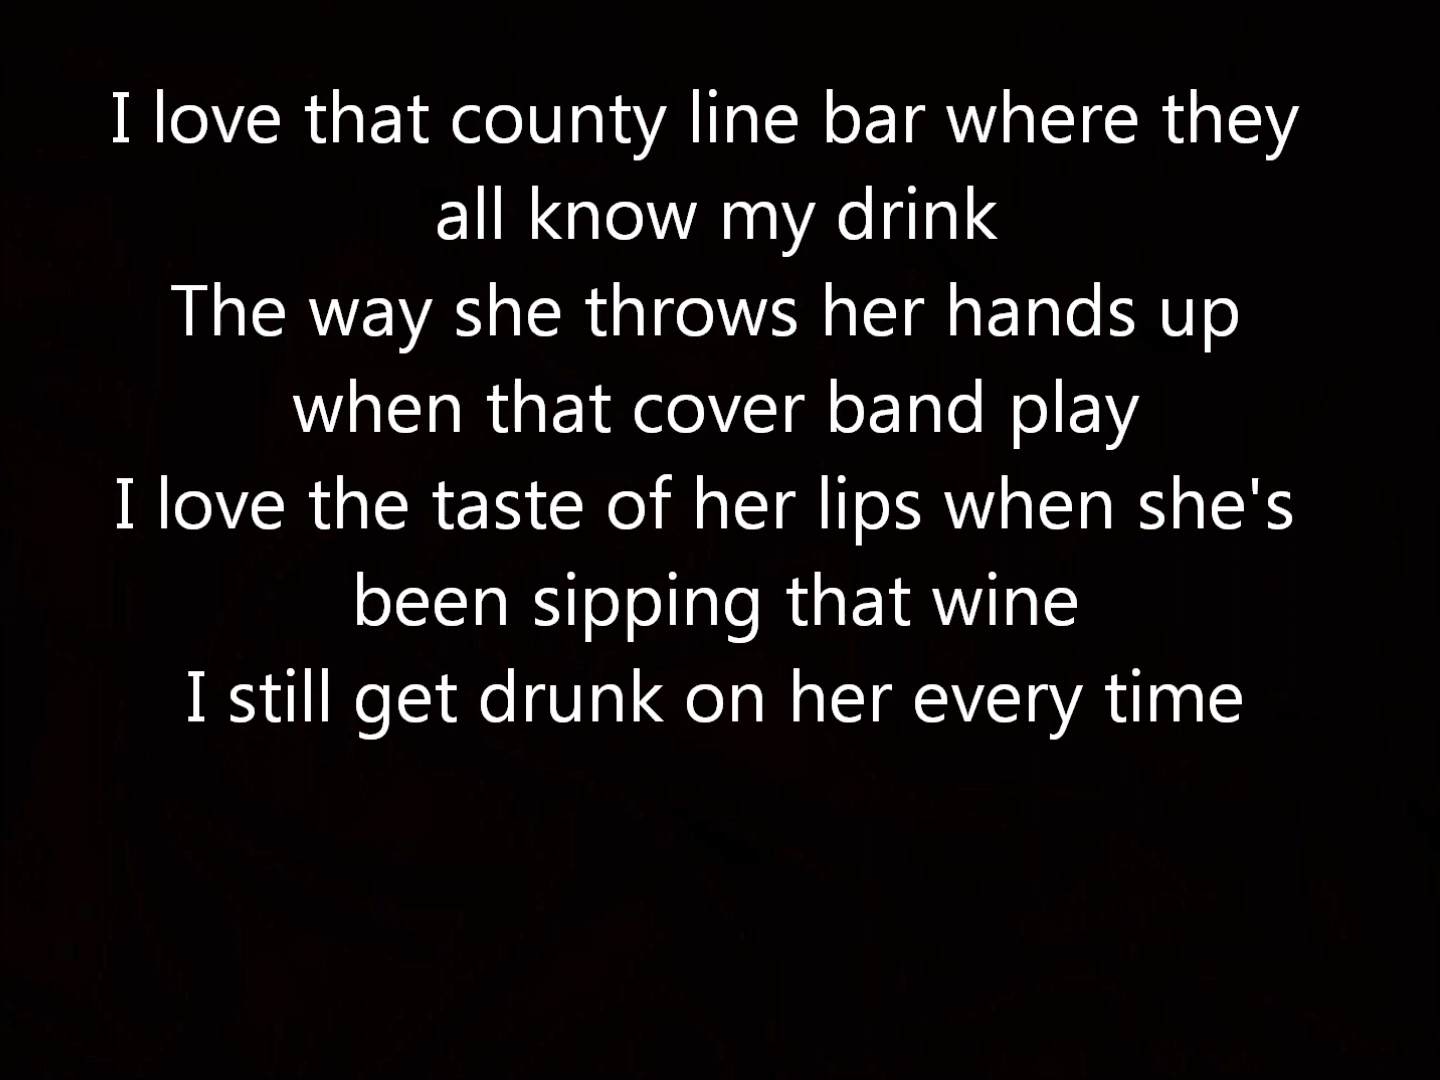 I love that county line bar where they
all know my drink
The way she throws her hands up
when that cover band play
I love the taste of her lips when she's
been sipping that wine
I still get drunk on her every time